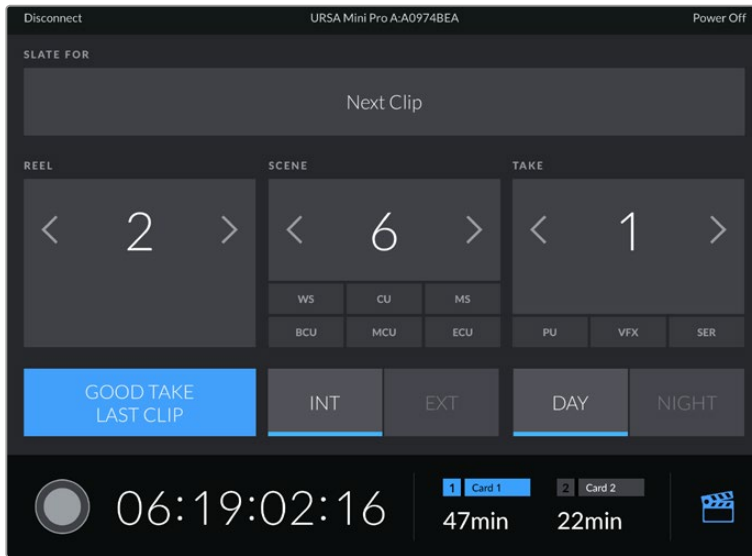 Disconnect URSA Mini Pro A:A0974BEA Power Off
SLATE FOR
Next Clip
REEL SCENE TAKE
2 6 1
WS CU MS
BCU MCU ECU PU VFX SER
GOOD TAKE
LAST CLIP
INT EXT DAY NIGHT
1 Card 1 2 Card 2
06:19:02:16 47min 22min